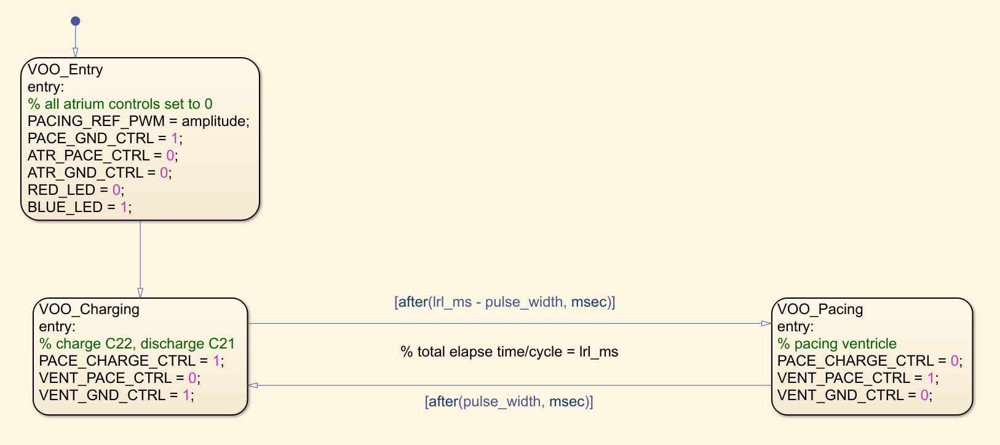 VOO_Entry
entry:
% all atrium controls set to 0
PACING_REF_PWM = amplitude;
PACE_GND_CTRL = 1;
ATR_PACE_CTRL = 0;
ATR_GND_CTRL = 0;
RED_LED = 0;
BLUE_LED = 1;
VOO_Charging
entry:
% charge C22, discharge C21
PACE_CHARGE_CTRL = 1;
VENT_PACE_CTRL = 0;
VENT_GND_CTRL = 1;
[after(lrl_ms - pulse_width, msec)]
% total elapse time/cycle = lrl_ms
[after(pulse_width, msec)]
VOO_Pacing
entry:
% pacing ventricle
PACE_CHARGE_CTRL = 0;
VENT_PACE_CTRL = 1;
VENT_GND_CTRL = 0;